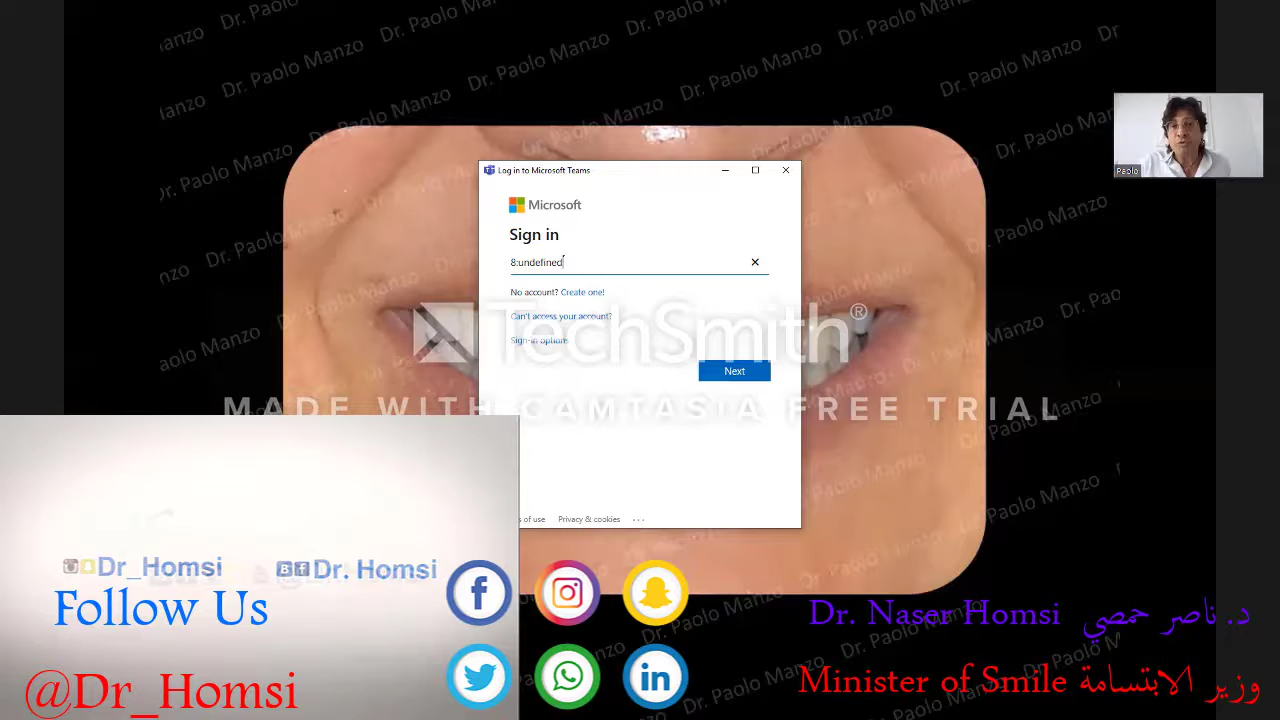 Dr. Paolo Manzo
Paolo
Log in to Microsoft Teams
Microsoft
Sign in
8:undefined
No account? Create one!
Can't access your account?
Sign-in options
Next
TechSmith®
MADE WITH CAMTASIA FREE TRIAL
of use Privacy & cookies ...
Dr_Homsi Dr. Homsi
Follow Us
@Dr_Homsi
Dr. Naser Homsi د. ناصر حمصي
Minister of Smile وزير الابتسامة